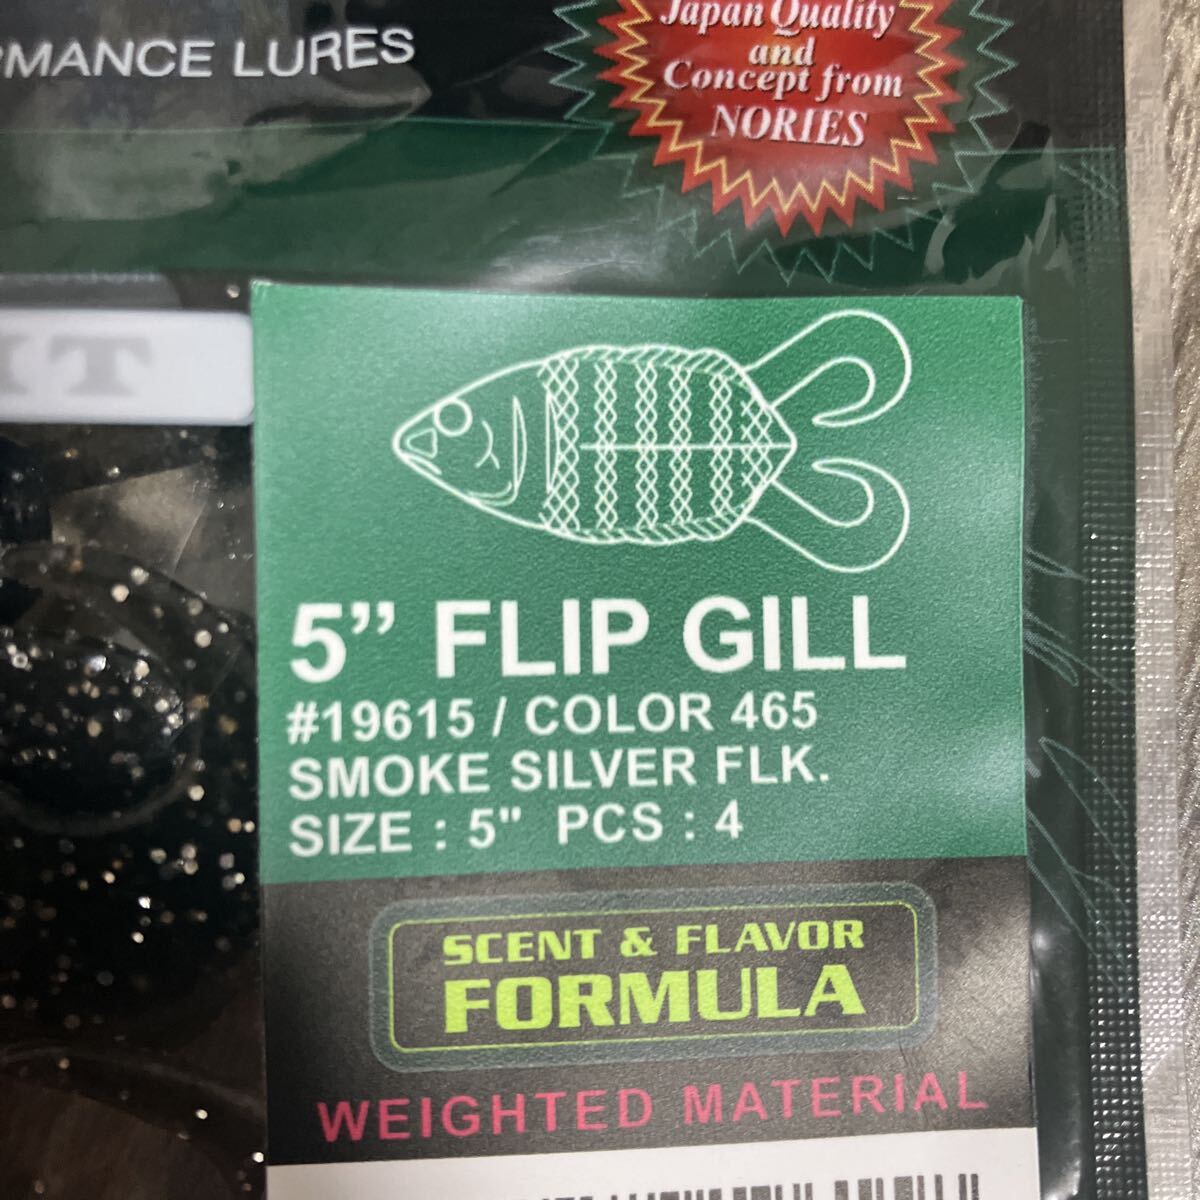 Japan Quality
and
Concept from
NORIES
RMANCE LURES
IT
5” FLIP GILL
#19615 / COLOR 465
SMOKE SILVER FLK.
SIZE : 5" PCS : 4
SCENT & FLAVOR
FORMULA
WEIGHTED MATERIAL